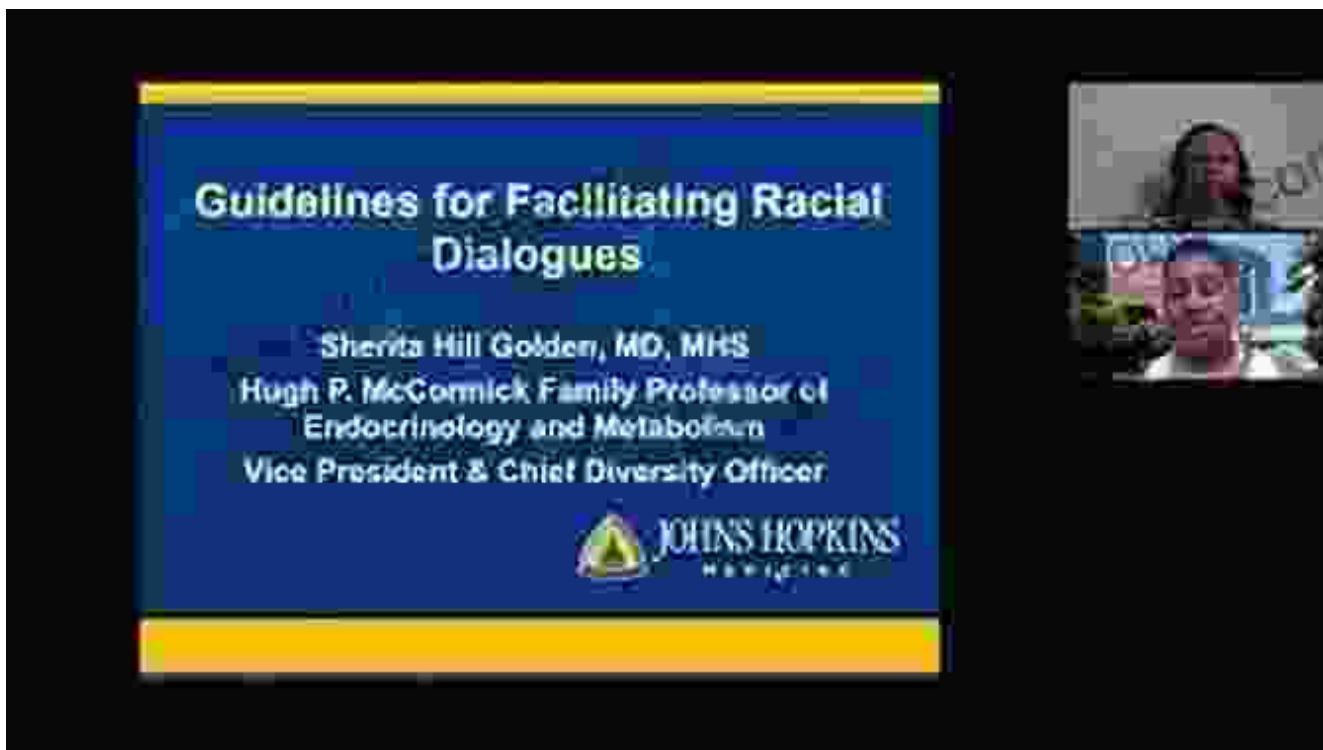 Guidelines for Facilitating Racial
Dialogues
Sherita Hill Golden, MD, MHS
Hugh P. McCormick Family Professor of
Endocrinology and Metabolism
Vice President & Chief Diversity Officer
JOHNS HOPKINS
MEDICINE